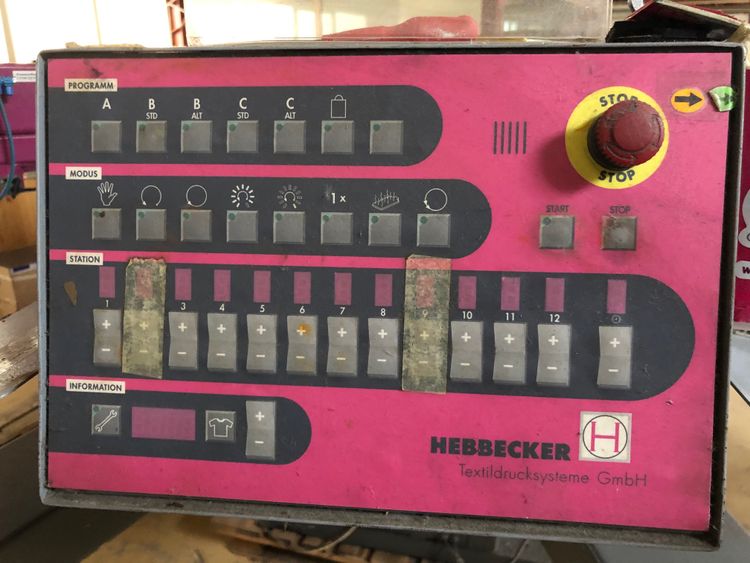 PROGRAMM
A B B C C
STD ALT STD ALT
STOP
STOP
MODUS
1 x
START STOP
STATION
1 3 4 5 6 7 8 9 10 11 12
+ + + + + + + + + + + + +
− − − − − − − − − − − − −
INFORMATION
+
−
HEBBECKER H
Textildrucksysteme GmbH